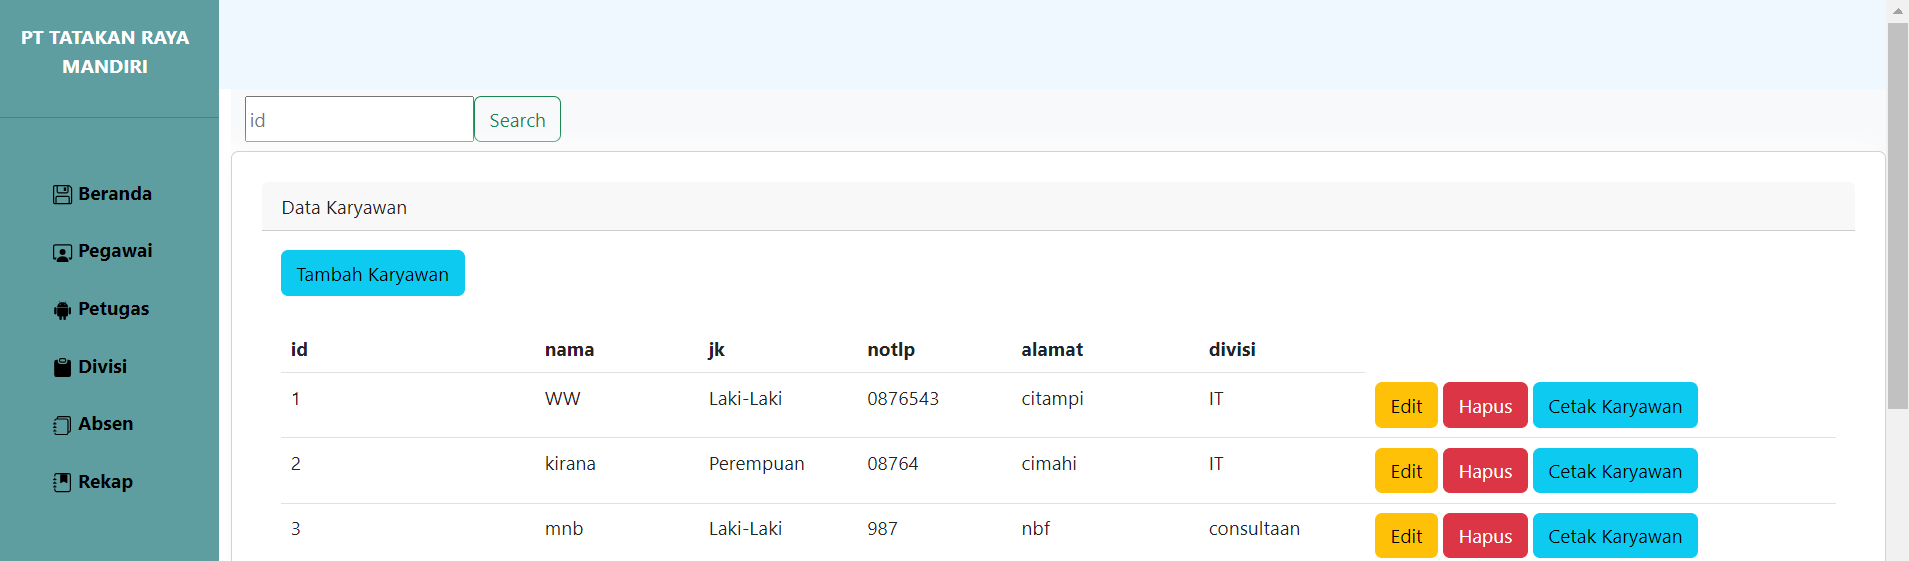 PT TATAKAN RAYA
MANDIRI
Beranda
Pegawai
Petugas
Divisi
Absen
Rekap
id Search
Data Karyawan
Tambah Karyawan
id nama jk notlp alamat divisi
1 WW Laki-Laki 0876543 citampi IT Edit Hapus Cetak Karyawan
2 kirana Perempuan 08764 cimahi IT Edit Hapus Cetak Karyawan
3 mnb Laki-Laki 987 nbf consultaan Edit Hapus Cetak Karyawan